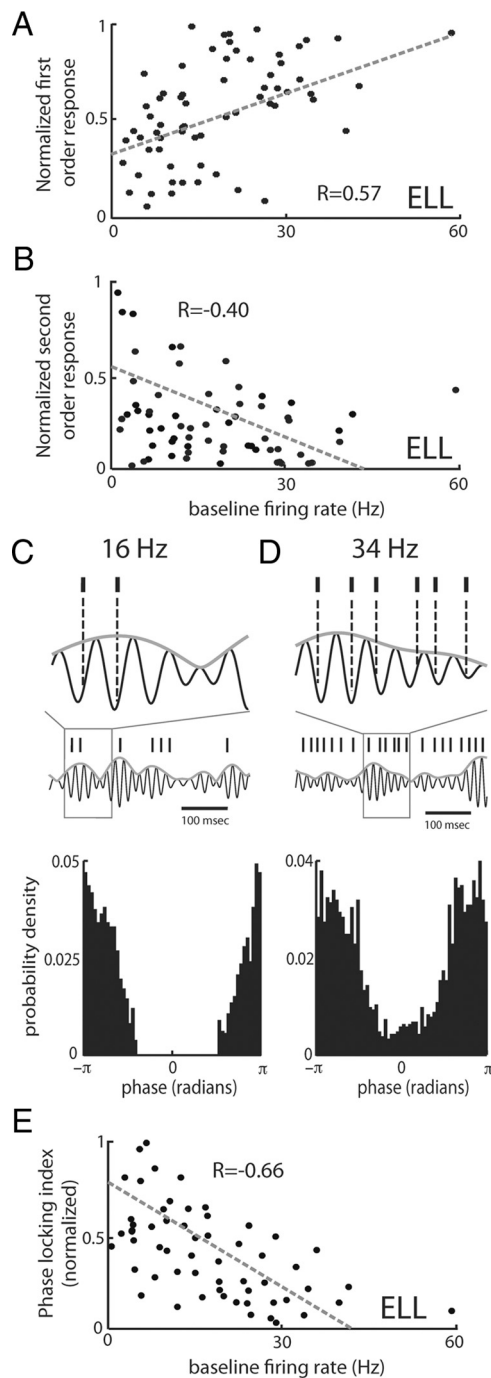 A
Normalized first
order response
1
0.5
0
R=0.57
ELL
0
30
60
B
Normalized second
order response
1
0.5
0
R=-0.40
ELL
0
30
60
baseline firing rate (Hz)
C
16 Hz
D
34 Hz
100 msec
100 msec
probability density
0.05
0.025
0
-π
0
π
phase (radians)
0.04
0.02
0
-π
0
π
phase (radians)
E
Phase locking index
(normalized)
1
0.5
0
R=-0.66
ELL
0
30
60
baseline firing rate (Hz)